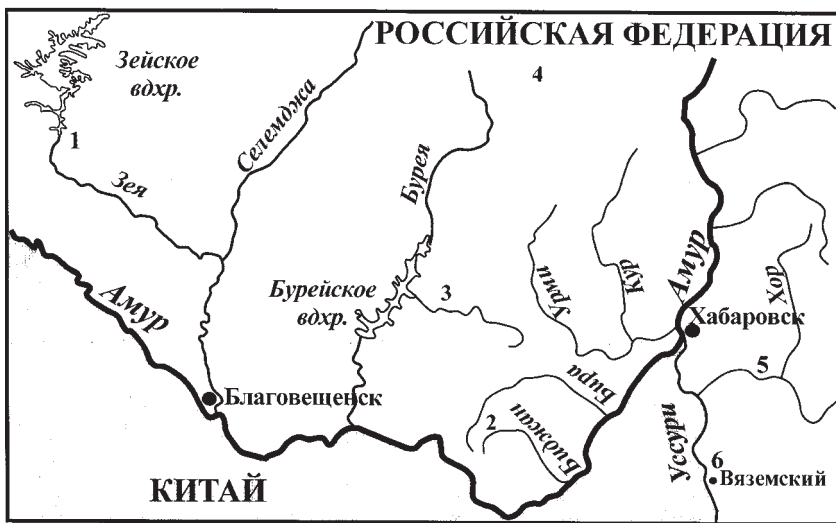 РОССИЙСКАЯ ФЕДЕРАЦИЯ
Зейское
вдхр.
4
1
Селемджа
Зея
Бурея
Амур
Бурейское
вдхр.
3
Урми
Кур
Амур
Хор
Хабаровск
5
Бира
Благовещенск
2
Биджан
Уссури
6
Вяземский
КИТАЙ